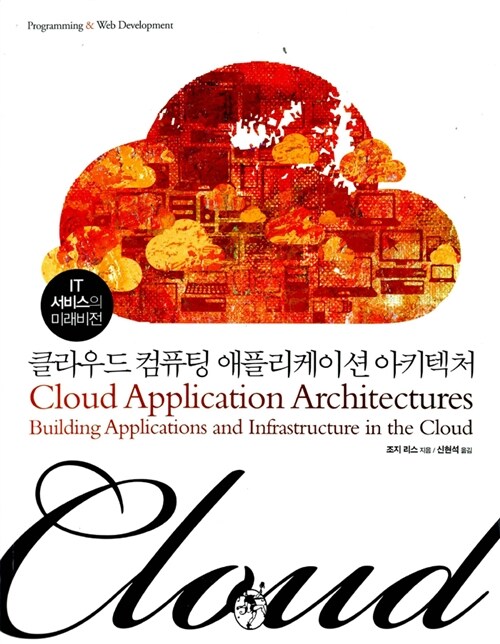 Programming & Web Development
IT
서비스의
미래비전
클라우드 컴퓨팅 애플리케이션 아키텍처
Cloud Application Architectures
Building Applications and Infrastructure in the Cloud
조지 리스 지음 / 신현석 옮김
Cloud